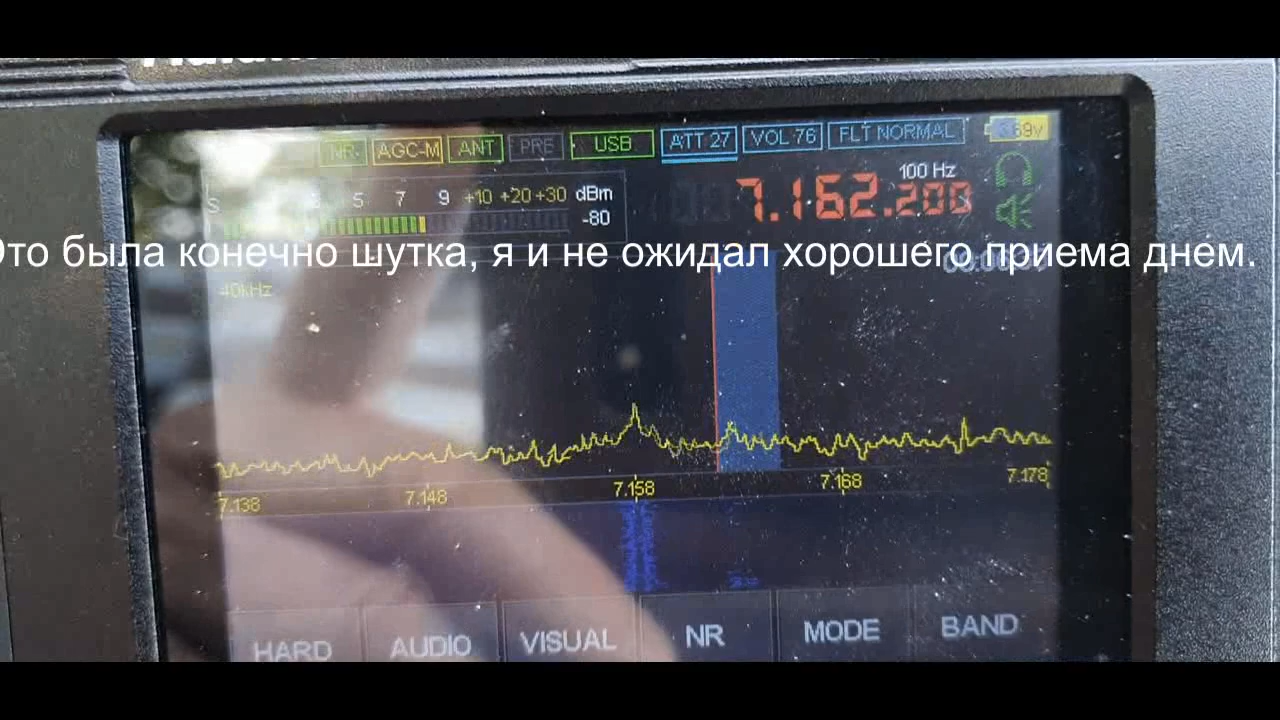 NR AGC-M ANT PRE USB ATT 27 VOL 76 FLT NORMAL
100 Hz
S 5 7 9 +10 +20 +30 dBm
7.162.200
-80
Это была конечно шутка, я и не ожидал хорошего приема днем.
40kHz
7.138 7.148 7.158 7.168 7.178
HARD AUDIO VISUAL NR MODE BAND